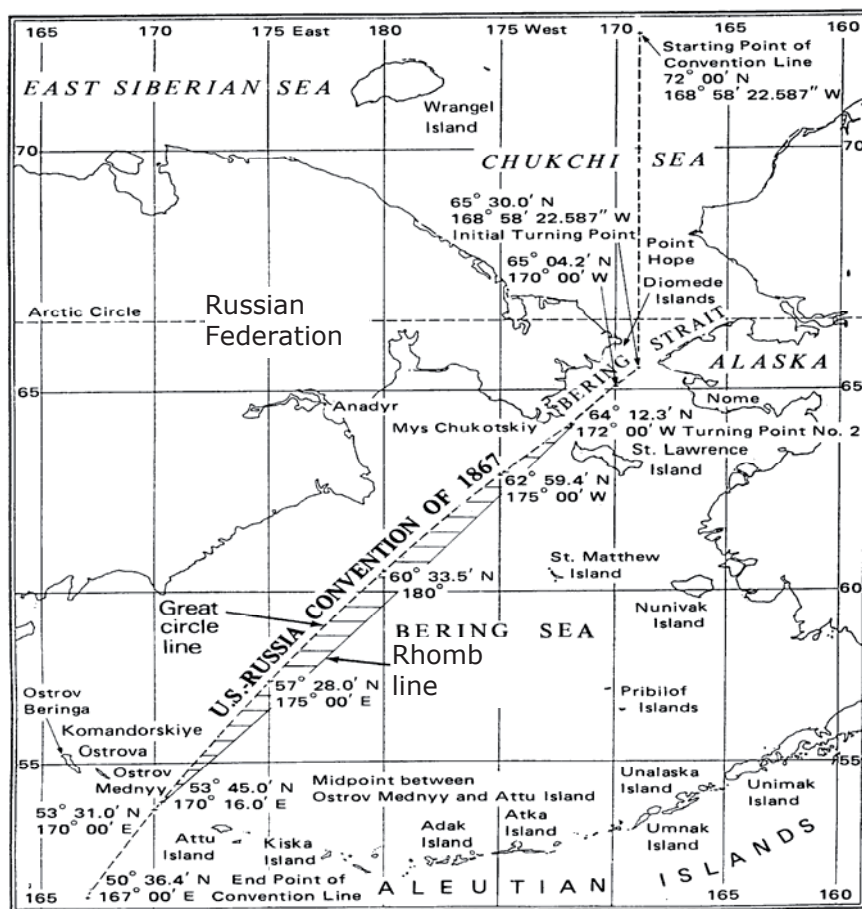 165 170 175 East 180 175 West 170 165 160
Starting Point of
Convention Line
72° 00′ N
168° 58′ 22.587″ W
EAST SIBERIAN SEA
Wrangel
Island
70
70
CHUKCHI SEA
65° 30.0′ N
168° 58′ 22.587″ W
Initial Turning Point
65° 04.2′ N
170° 00′ W
Point
Hope
Diomede
Islands
Arctic Circle
Russian
Federation
BERING STRAIT
ALASKA
65
65
Anadyr
Nome
Mys Chukotskiy
64° 12.3′ N
172° 00′ W Turning Point No. 2
St. Lawrence
Island
62° 59.4′ N
175° 00′ W
U.S.-RUSSIA CONVENTION OF 1867
St. Matthew
Island
60° 33.5′ N
180°
60
60
Nunivak
Island
Great
circle
line
BERING SEA
Rhomb
line
57° 28.0′ N
175° 00′ E
Pribilof
Islands
Ostrov
Beringa
Komandorskiye
Ostrova
Ostrov
Mednyy
55
55
53° 45.0′ N
170° 16.0′ E
Midpoint between
Ostrov Mednyy and Attu Island
53° 31.0′ N
170° 00′ E
Unalaska
Island
Unimak
Island
Umnak
Island
Attu
Island
Kiska
Island
Adak
Island
Atka
Island
50° 36.4′ N End Point of
167° 00′ E Convention Line
ALEUTIAN ISLANDS
165 170 175 180 175 170 165 160